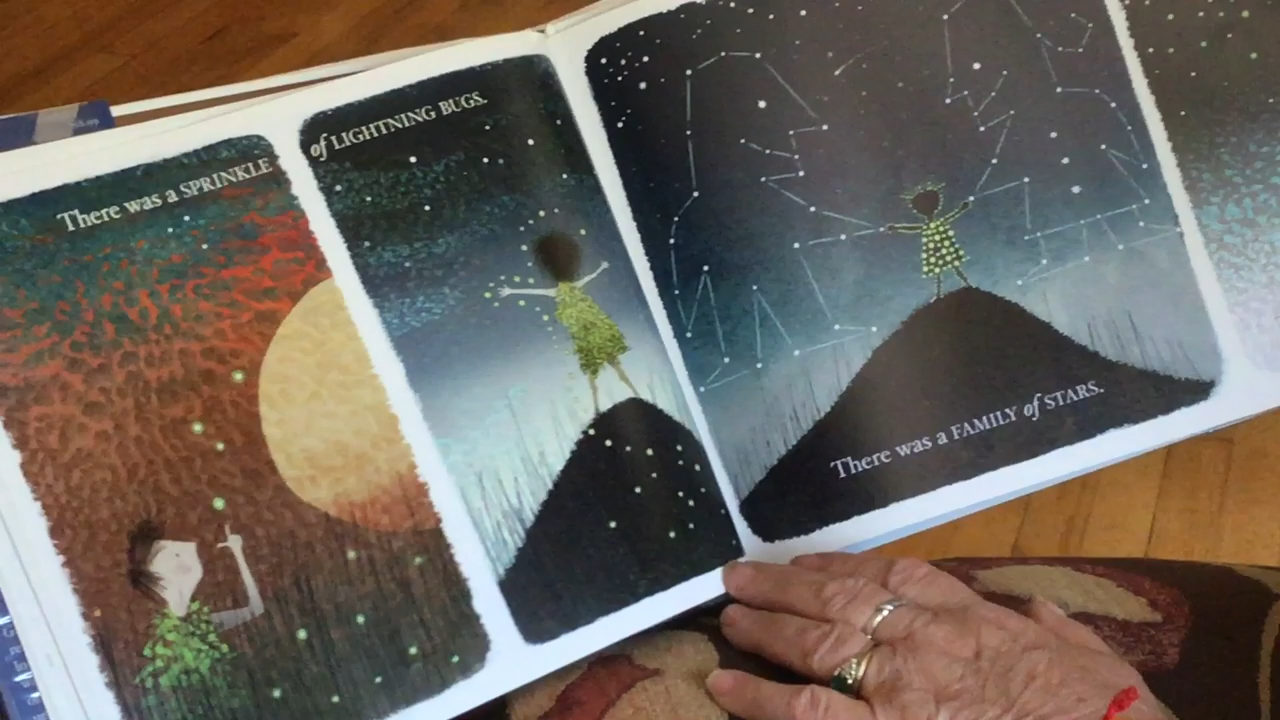 There was a SPRINKLE
of LIGHTNING BUGS.
There was a FAMILY of STARS.